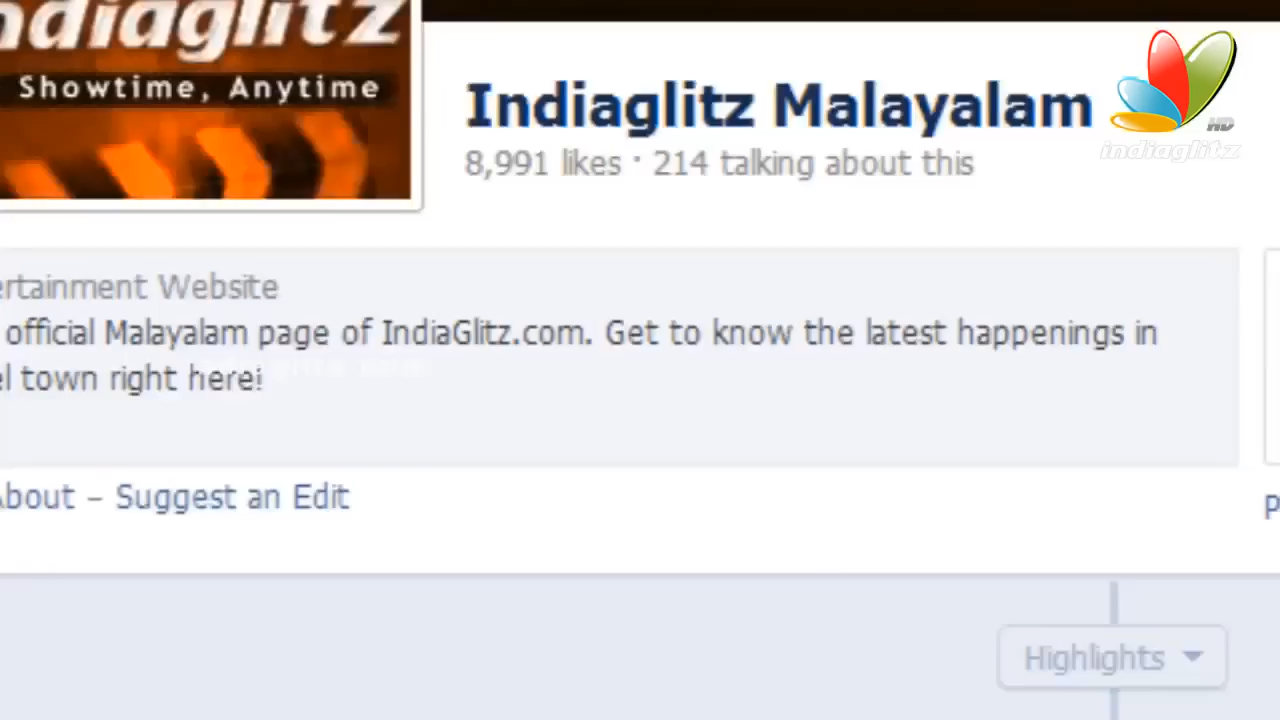 ndiaglitz
Showtime, Anytime
Indiaglitz Malayalam
8,991 likes · 214 talking about this
HD
indiaglitz
ertainment Website
official Malayalam page of IndiaGlitz.com. Get to know the latest happenings in
el town right here!
About – Suggest an Edit
P
Highlights